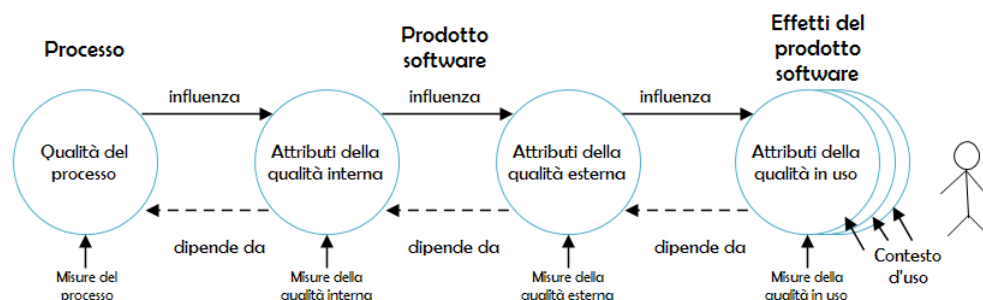 Processo
Prodotto
software
Effetti del
prodotto
software
influenza
influenza
influenza
Qualità del
processo
Attributi della
qualità interna
Attributi della
qualità esterna
Attributi della
qualità in uso
dipende da
dipende da
dipende da
Contesto
d'uso
Misure del
processo
Misure della
qualità interna
Misure della
qualità esterna
Misure della
qualità in uso